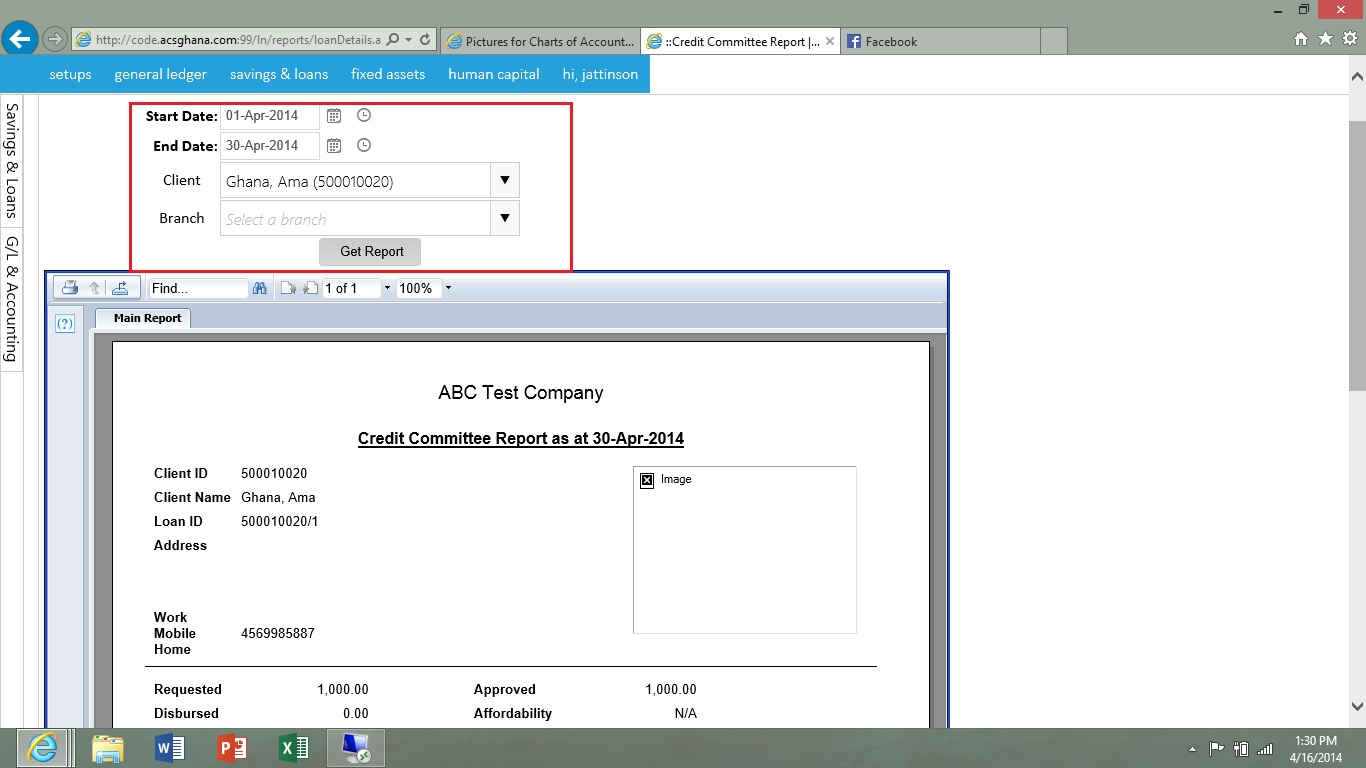 http://code.acsghana.com:99/ln/reports/loanDetails.a
Pictures for Charts of Account...
::Credit Committee Report |...
Facebook
setups general ledger savings & loans fixed assets human capital hi, jattinson
Savings & Loans
G/L & Accounting
Start Date: 01-Apr-2014
End Date: 30-Apr-2014
Client Ghana, Ama (500010020)
Branch Select a branch
Get Report
Find... 1 of 1 100%
(?)
Main Report
ABC Test Company
Credit Committee Report as at 30-Apr-2014
Client ID 500010020
Image
Client Name Ghana, Ama
Loan ID 500010020/1
Address
Work
Mobile 4569985887
Home
Requested 1,000.00 Approved 1,000.00
Disbursed 0.00 Affordability N/A
1:30 PM
4/16/2014